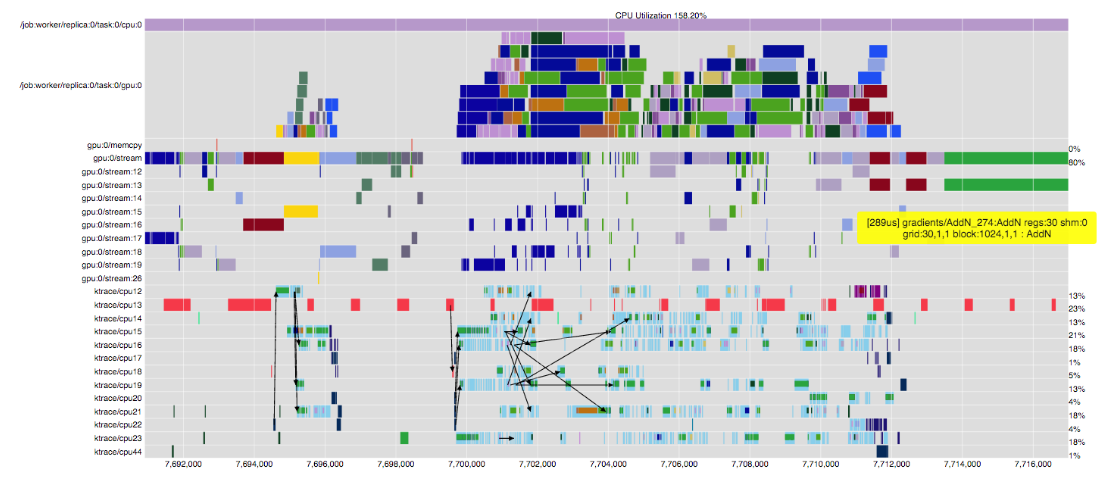 CPU Utilization 158.20%
/job:worker/replica:0/task:0/cpu:0
/job:worker/replica:0/task:0/gpu:0
gpu:0/memcpy
0%
gpu:0/stream
80%
gpu:0/stream:12
gpu:0/stream:13
gpu:0/stream:14
gpu:0/stream:15
gpu:0/stream:16
[289us] gradients/AddN_274:AddN regs:30 shm:0
grid:30,1,1 block:1024,1,1 : AddN
gpu:0/stream:17
gpu:0/stream:18
gpu:0/stream:19
gpu:0/stream:26
ktrace/cpu12
13%
ktrace/cpu13
23%
ktrace/cpu14
13%
ktrace/cpu15
21%
ktrace/cpu16
18%
ktrace/cpu17
1%
ktrace/cpu18
5%
ktrace/cpu19
13%
ktrace/cpu20
4%
ktrace/cpu21
18%
ktrace/cpu22
4%
ktrace/cpu23
18%
ktrace/cpu44
1%
7,692,000 7,694,000 7,696,000 7,698,000 7,700,000 7,702,000 7,704,000 7,706,000 7,708,000 7,710,000 7,712,000 7,714,000 7,716,000